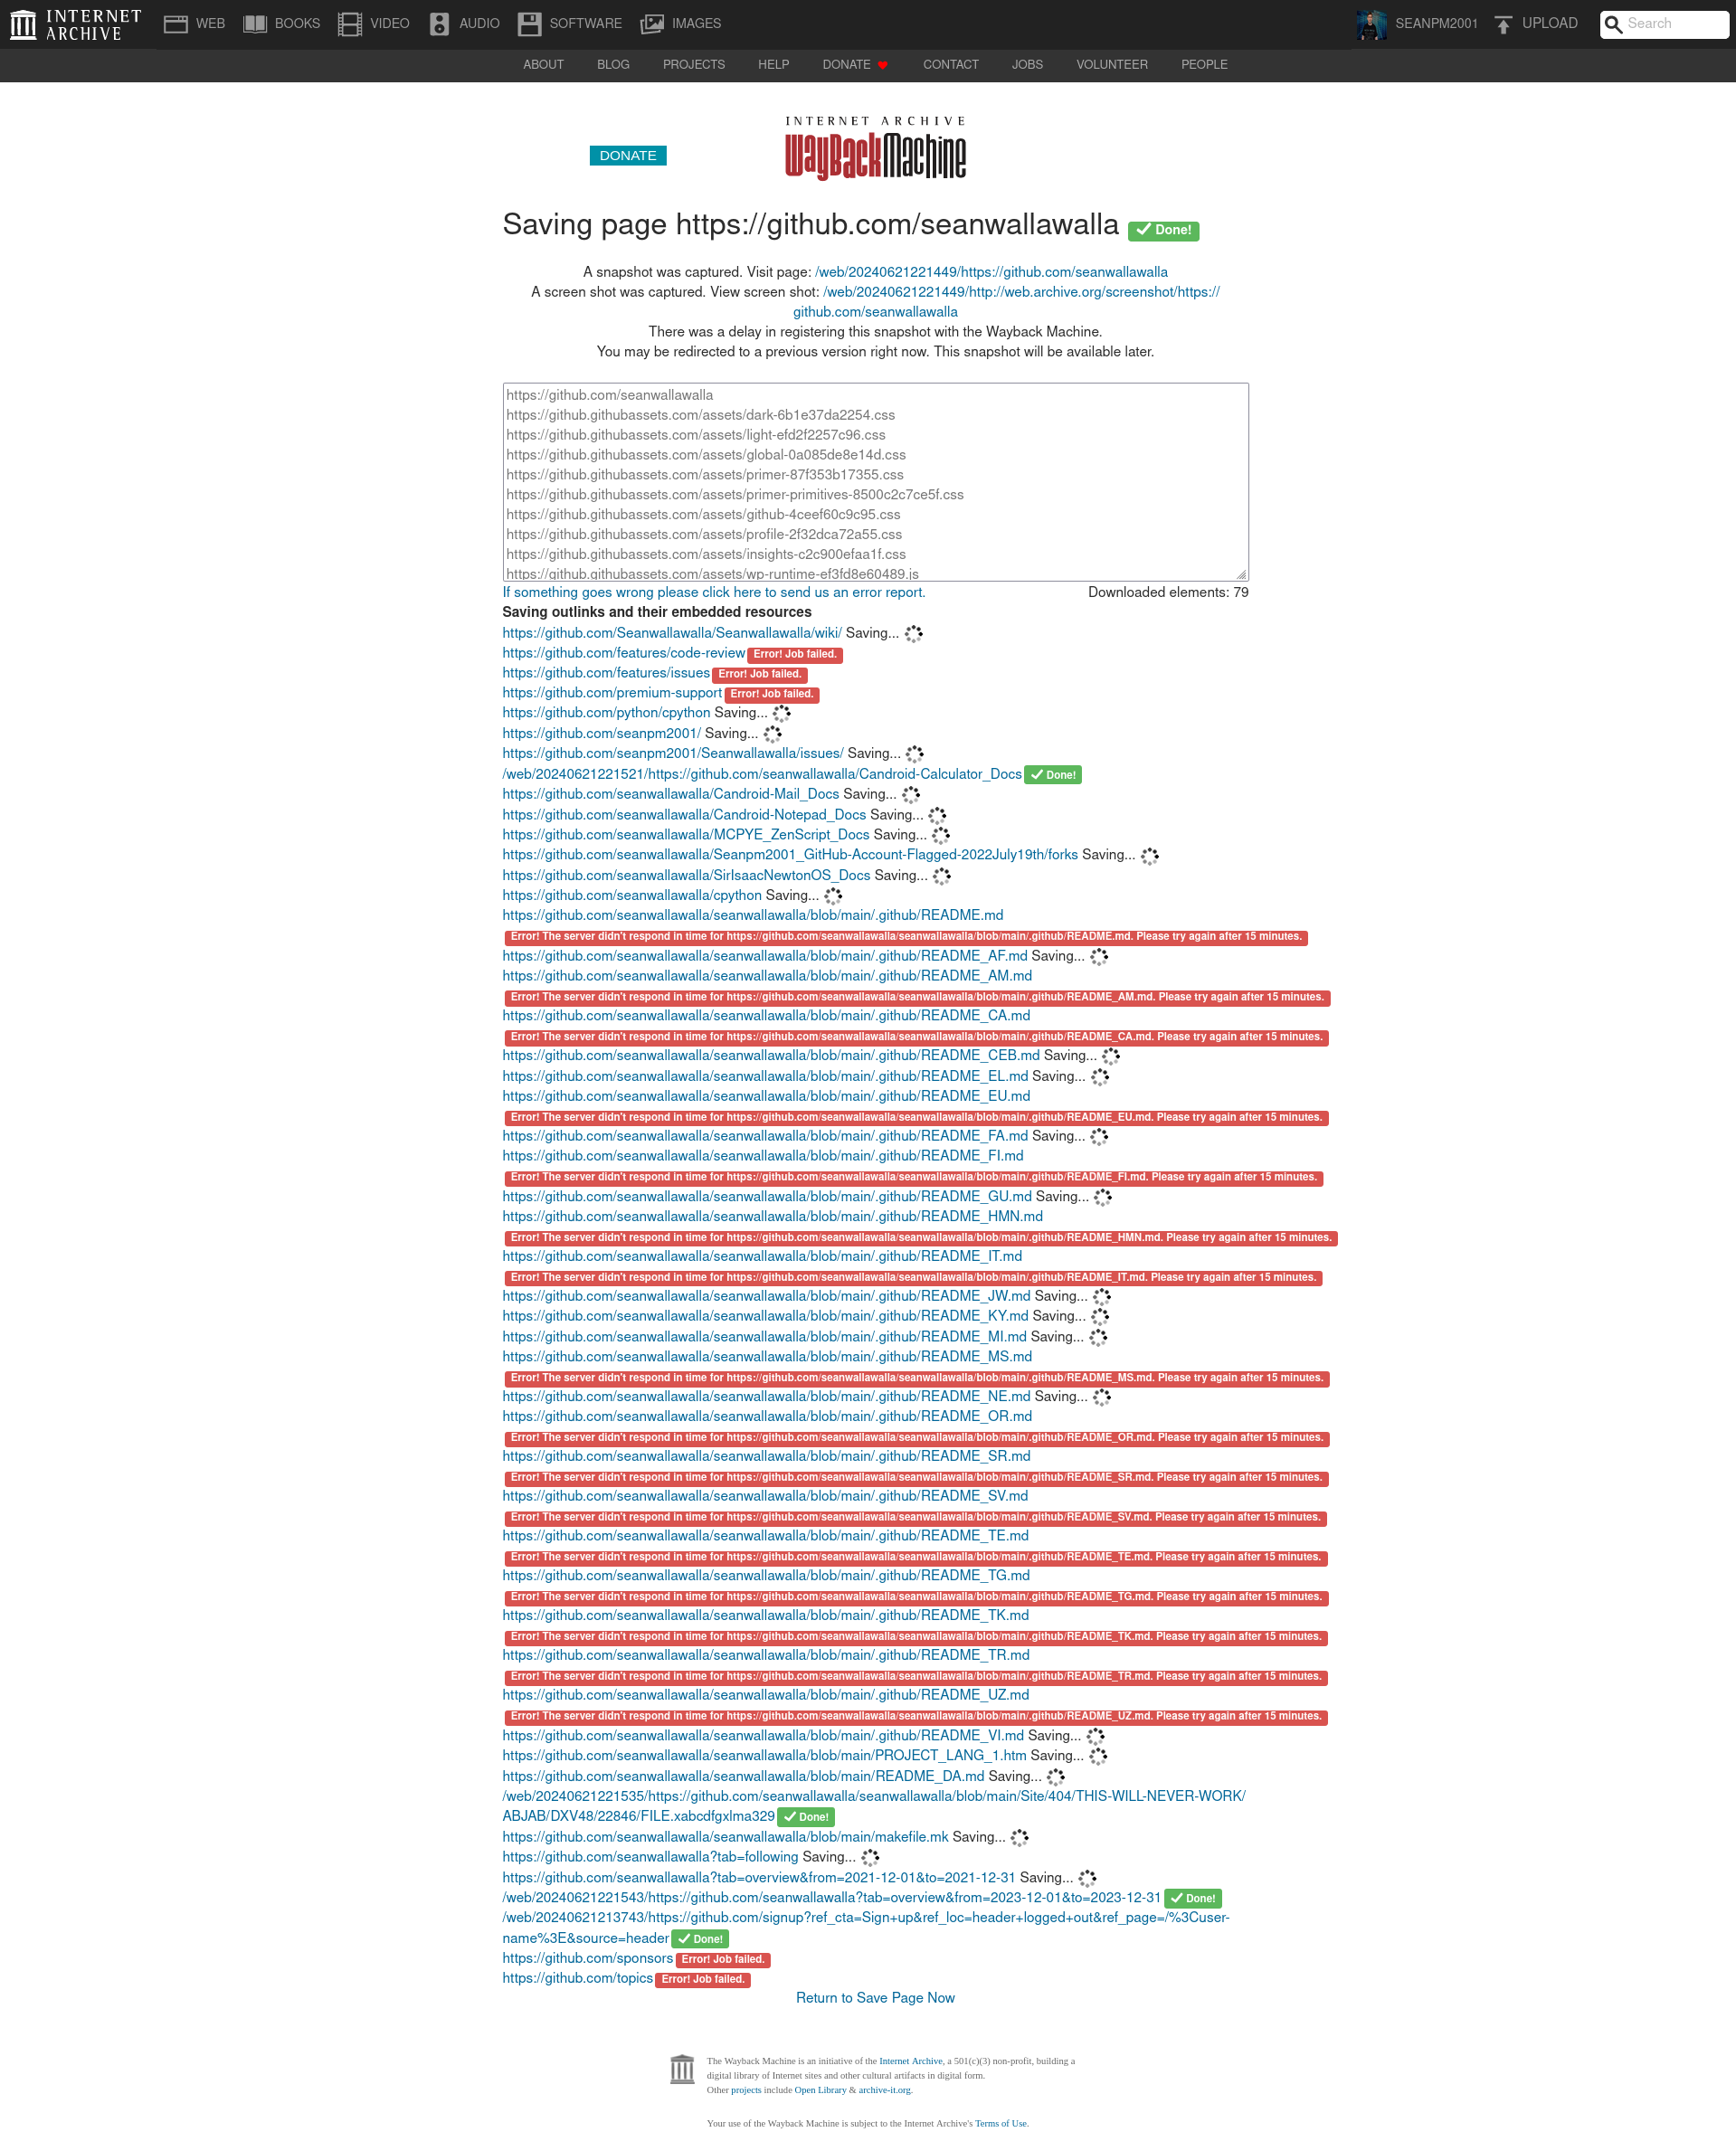 INTERNET ARCHIVE
WEB BOOKS VIDEO AUDIO SOFTWARE IMAGES SEANPM2001 UPLOAD Search
ABOUT BLOG PROJECTS HELP DONATE CONTACT JOBS VOLUNTEER PEOPLE
INTERNET ARCHIVE
DONATE WayBackMachine
Saving page https://github.com/seanwallawalla Done!
A snapshot was captured. Visit page: /web/20240621221449/https://github.com/seanwallawalla
A screen shot was captured. View screen shot: /web/20240621221449/http://web.archive.org/screenshot/https://
github.com/seanwallawalla
There was a delay in registering this snapshot with the Wayback Machine.
You may be redirected to a previous version right now. This snapshot will be available later.
https://github.com/seanwallawalla
https://github.githubassets.com/assets/dark-6b1e37da2254.css
https://github.githubassets.com/assets/light-efd2f2257c96.css
https://github.githubassets.com/assets/global-0a085de8e14d.css
https://github.githubassets.com/assets/primer-87f353b17355.css
https://github.githubassets.com/assets/primer-primitives-8500c2c7ce5f.css
https://github.githubassets.com/assets/github-4ceef60c9c95.css
https://github.githubassets.com/assets/profile-2f32dca72a55.css
https://github.githubassets.com/assets/insights-c2c900efaa1f.css
https://github.githubassets.com/assets/wp-runtime-ef3fd8e60489.js
If something goes wrong please click here to send us an error report. Downloaded elements: 79
Saving outlinks and their embedded resources
https://github.com/Seanwallawalla/Seanwallawalla/wiki/ Saving...
https://github.com/features/code-review Error! Job failed.
https://github.com/features/issues Error! Job failed.
https://github.com/premium-support Error! Job failed.
https://github.com/python/cpython Saving...
https://github.com/seanpm2001/ Saving...
https://github.com/seanpm2001/Seanwallawalla/issues/ Saving...
/web/20240621221521/https://github.com/seanwallawalla/Candroid-Calculator_Docs Done!
https://github.com/seanwallawalla/Candroid-Mail_Docs Saving...
https://github.com/seanwallawalla/Candroid-Notepad_Docs Saving...
https://github.com/seanwallawalla/MCPYE_ZenScript_Docs Saving...
https://github.com/seanwallawalla/Seanpm2001_GitHub-Account-Flagged-2022July19th/forks Saving...
https://github.com/seanwallawalla/SirIsaacNewtonOS_Docs Saving...
https://github.com/seanwallawalla/cpython Saving...
https://github.com/seanwallawalla/seanwallawalla/blob/main/.github/README.md
Error! The server didn't respond in time for https://github.com/seanwallawalla/seanwallawalla/blob/main/.github/README.md. Please try again after 15 minutes.
https://github.com/seanwallawalla/seanwallawalla/blob/main/.github/README_AF.md Saving...
https://github.com/seanwallawalla/seanwallawalla/blob/main/.github/README_AM.md
Error! The server didn't respond in time for https://github.com/seanwallawalla/seanwallawalla/blob/main/.github/README_AM.md. Please try again after 15 minutes.
https://github.com/seanwallawalla/seanwallawalla/blob/main/.github/README_CA.md
Error! The server didn't respond in time for https://github.com/seanwallawalla/seanwallawalla/blob/main/.github/README_CA.md. Please try again after 15 minutes.
https://github.com/seanwallawalla/seanwallawalla/blob/main/.github/README_CEB.md Saving...
https://github.com/seanwallawalla/seanwallawalla/blob/main/.github/README_EL.md Saving...
https://github.com/seanwallawalla/seanwallawalla/blob/main/.github/README_EU.md
Error! The server didn't respond in time for https://github.com/seanwallawalla/seanwallawalla/blob/main/.github/README_EU.md. Please try again after 15 minutes.
https://github.com/seanwallawalla/seanwallawalla/blob/main/.github/README_FA.md Saving...
https://github.com/seanwallawalla/seanwallawalla/blob/main/.github/README_FI.md
Error! The server didn't respond in time for https://github.com/seanwallawalla/seanwallawalla/blob/main/.github/README_FI.md. Please try again after 15 minutes.
https://github.com/seanwallawalla/seanwallawalla/blob/main/.github/README_GU.md Saving...
https://github.com/seanwallawalla/seanwallawalla/blob/main/.github/README_HMN.md
Error! The server didn't respond in time for https://github.com/seanwallawalla/seanwallawalla/blob/main/.github/README_HMN.md. Please try again after 15 minutes.
https://github.com/seanwallawalla/seanwallawalla/blob/main/.github/README_IT.md
Error! The server didn't respond in time for https://github.com/seanwallawalla/seanwallawalla/blob/main/.github/README_IT.md. Please try again after 15 minutes.
https://github.com/seanwallawalla/seanwallawalla/blob/main/.github/README_JW.md Saving...
https://github.com/seanwallawalla/seanwallawalla/blob/main/.github/README_KY.md Saving...
https://github.com/seanwallawalla/seanwallawalla/blob/main/.github/README_MI.md Saving...
https://github.com/seanwallawalla/seanwallawalla/blob/main/.github/README_MS.md
Error! The server didn't respond in time for https://github.com/seanwallawalla/seanwallawalla/blob/main/.github/README_MS.md. Please try again after 15 minutes.
https://github.com/seanwallawalla/seanwallawalla/blob/main/.github/README_NE.md Saving...
https://github.com/seanwallawalla/seanwallawalla/blob/main/.github/README_OR.md
Error! The server didn't respond in time for https://github.com/seanwallawalla/seanwallawalla/blob/main/.github/README_OR.md. Please try again after 15 minutes.
https://github.com/seanwallawalla/seanwallawalla/blob/main/.github/README_SR.md
Error! The server didn't respond in time for https://github.com/seanwallawalla/seanwallawalla/blob/main/.github/README_SR.md. Please try again after 15 minutes.
https://github.com/seanwallawalla/seanwallawalla/blob/main/.github/README_SV.md
Error! The server didn't respond in time for https://github.com/seanwallawalla/seanwallawalla/blob/main/.github/README_SV.md. Please try again after 15 minutes.
https://github.com/seanwallawalla/seanwallawalla/blob/main/.github/README_TE.md
Error! The server didn't respond in time for https://github.com/seanwallawalla/seanwallawalla/blob/main/.github/README_TE.md. Please try again after 15 minutes.
https://github.com/seanwallawalla/seanwallawalla/blob/main/.github/README_TG.md
Error! The server didn't respond in time for https://github.com/seanwallawalla/seanwallawalla/blob/main/.github/README_TG.md. Please try again after 15 minutes.
https://github.com/seanwallawalla/seanwallawalla/blob/main/.github/README_TK.md
Error! The server didn't respond in time for https://github.com/seanwallawalla/seanwallawalla/blob/main/.github/README_TK.md. Please try again after 15 minutes.
https://github.com/seanwallawalla/seanwallawalla/blob/main/.github/README_TR.md
Error! The server didn't respond in time for https://github.com/seanwallawalla/seanwallawalla/blob/main/.github/README_TR.md. Please try again after 15 minutes.
https://github.com/seanwallawalla/seanwallawalla/blob/main/.github/README_UZ.md
Error! The server didn't respond in time for https://github.com/seanwallawalla/seanwallawalla/blob/main/.github/README_UZ.md. Please try again after 15 minutes.
https://github.com/seanwallawalla/seanwallawalla/blob/main/.github/README_VI.md Saving...
https://github.com/seanwallawalla/seanwallawalla/blob/main/PROJECT_LANG_1.htm Saving...
https://github.com/seanwallawalla/seanwallawalla/blob/main/README_DA.md Saving...
/web/20240621221535/https://github.com/seanwallawalla/seanwallawalla/blob/main/Site/404/THIS-WILL-NEVER-WORK/
ABJAB/DXV48/22846/FILE.xabcdfgxlma329 Done!
https://github.com/seanwallawalla/seanwallawalla/blob/main/makefile.mk Saving...
https://github.com/seanwallawalla?tab=following Saving...
https://github.com/seanwallawalla?tab=overview&from=2021-12-01&to=2021-12-31 Saving...
/web/20240621221543/https://github.com/seanwallawalla?tab=overview&from=2023-12-01&to=2023-12-31 Done!
/web/20240621213743/https://github.com/signup?ref_cta=Sign+up&ref_loc=header+logged+out&ref_page=/%3Cuser-
name%3E&source=header Done!
https://github.com/sponsors Error! Job failed.
https://github.com/topics Error! Job failed.
Return to Save Page Now
The Wayback Machine is an initiative of the Internet Archive, a 501(c)(3) non-profit, building a
digital library of Internet sites and other cultural artifacts in digital form.
Other projects include Open Library & archive-it.org.
Your use of the Wayback Machine is subject to the Internet Archive's Terms of Use.